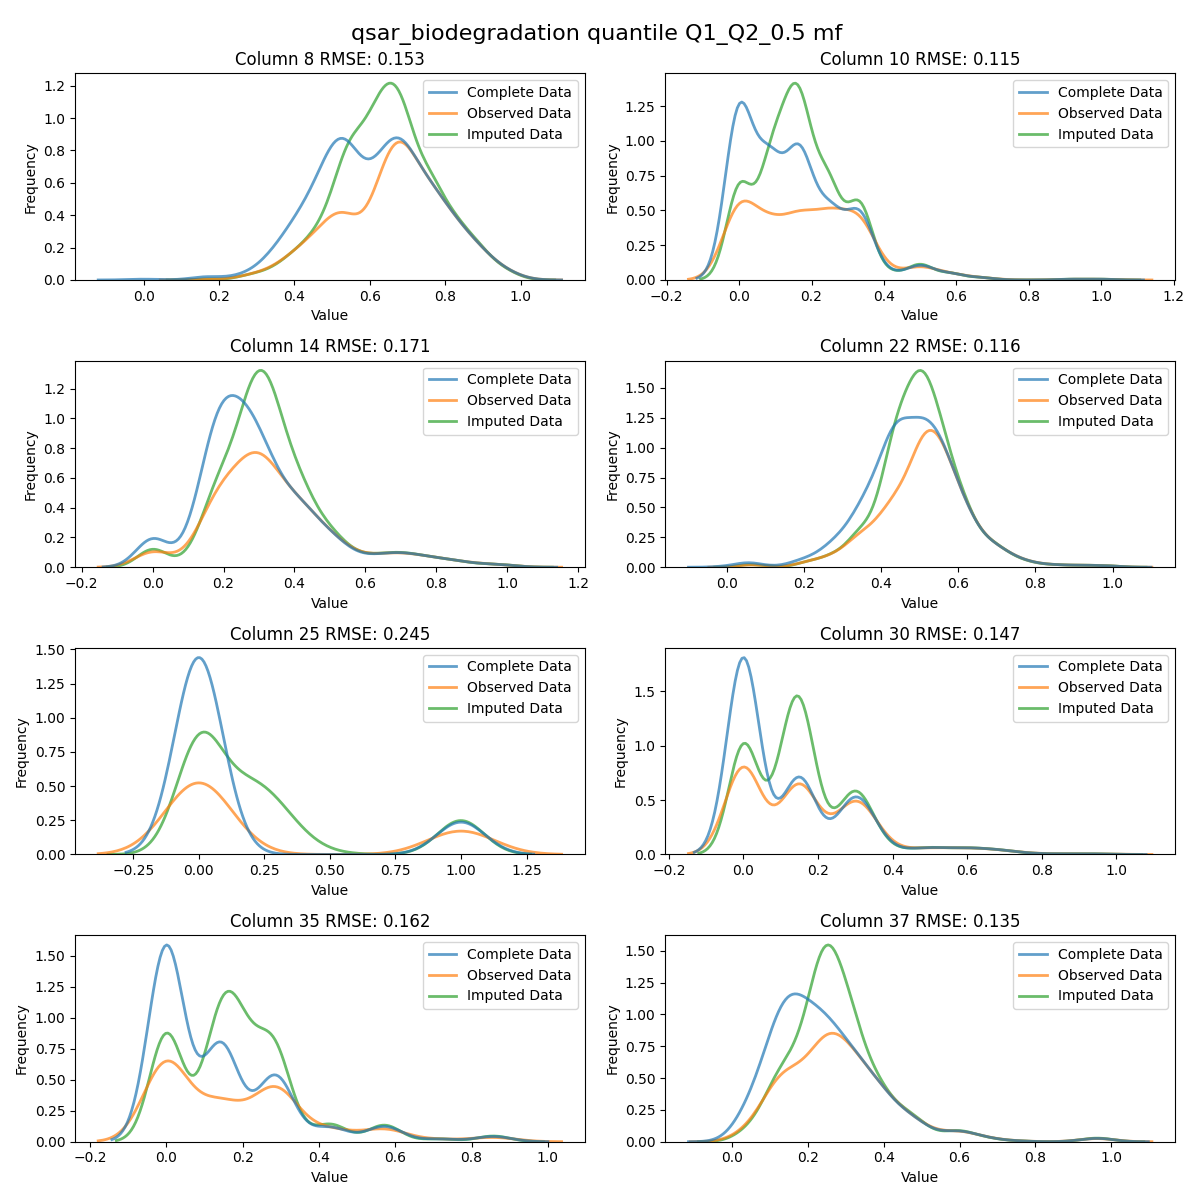 qsar_biodegradation quantile Q1_Q2_0.5 mf
Column 8 RMSE: 0.153
Frequency
0.0
0.2
0.4
0.6
0.8
1.0
1.2
Complete Data
Observed Data
Imputed Data
0.0 0.2 0.4 0.6 0.8 1.0
Value
Column 10 RMSE: 0.115
Frequency
0.00
0.25
0.50
0.75
1.00
1.25
Complete Data
Observed Data
Imputed Data
−0.2 0.0 0.2 0.4 0.6 0.8 1.0 1.2
Value
Column 14 RMSE: 0.171
Frequency
0.0
0.2
0.4
0.6
0.8
1.0
1.2
Complete Data
Observed Data
Imputed Data
−0.2 0.0 0.2 0.4 0.6 0.8 1.0 1.2
Value
Column 22 RMSE: 0.116
Frequency
0.00
0.25
0.50
0.75
1.00
1.25
1.50
Complete Data
Observed Data
Imputed Data
0.0 0.2 0.4 0.6 0.8 1.0
Value
Column 25 RMSE: 0.245
Frequency
0.00
0.25
0.50
0.75
1.00
1.25
1.50
Complete Data
Observed Data
Imputed Data
−0.25 0.00 0.25 0.50 0.75 1.00 1.25
Value
Column 30 RMSE: 0.147
Frequency
0.0
0.5
1.0
1.5
Complete Data
Observed Data
Imputed Data
−0.2 0.0 0.2 0.4 0.6 0.8 1.0
Value
Column 35 RMSE: 0.162
Frequency
0.00
0.25
0.50
0.75
1.00
1.25
1.50
Complete Data
Observed Data
Imputed Data
−0.2 0.0 0.2 0.4 0.6 0.8 1.0
Value
Column 37 RMSE: 0.135
Frequency
0.00
0.25
0.50
0.75
1.00
1.25
1.50
Complete Data
Observed Data
Imputed Data
0.0 0.2 0.4 0.6 0.8 1.0
Value